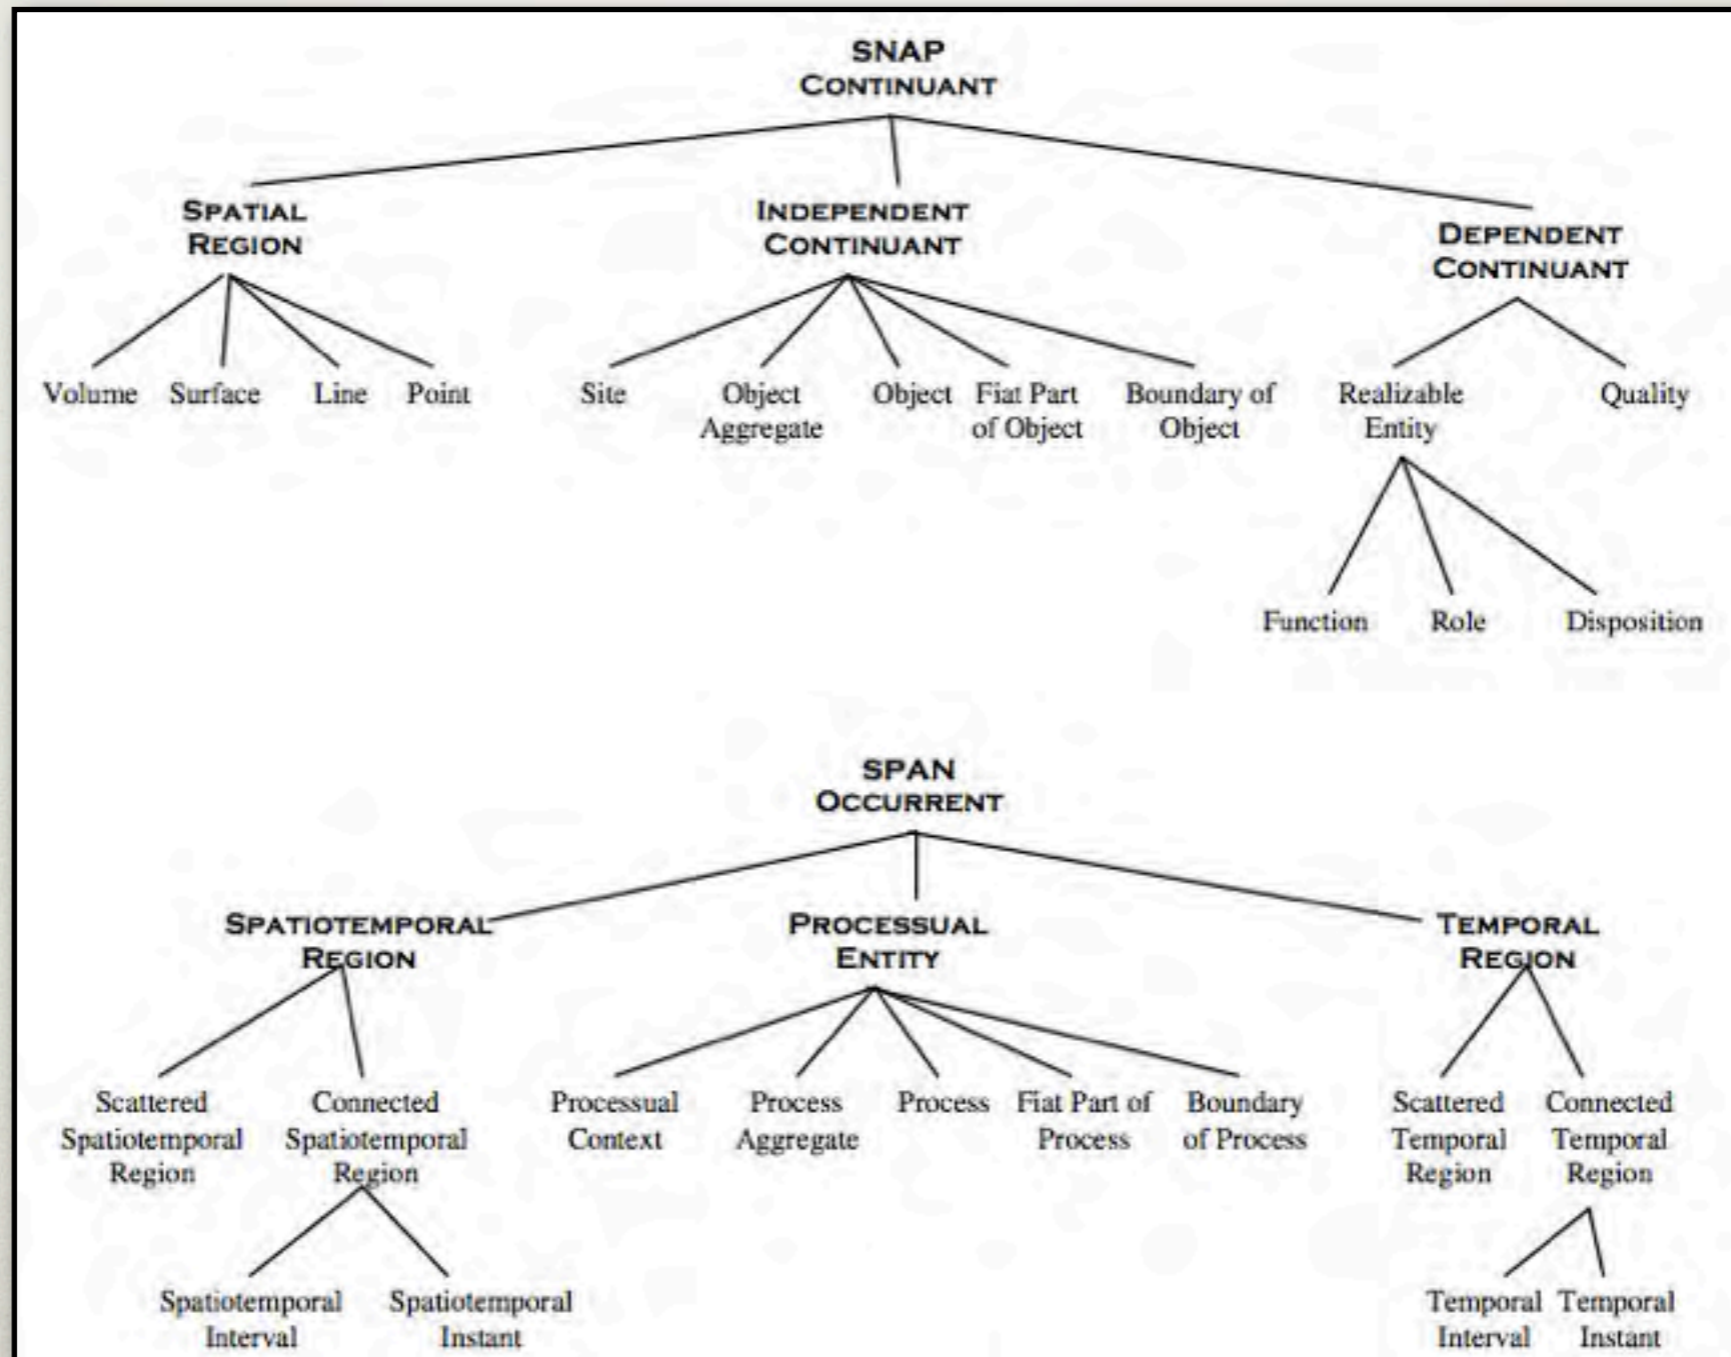 SNAP
CONTINUANT
SPATIAL
REGION
INDEPENDENT
CONTINUANT
DEPENDENT
CONTINUANT
Volume
Surface
Line
Point
Site
Object
Aggregate
Object
Fiat Part
of Object
Boundary of
Object
Realizable
Entity
Quality
Function
Role
Disposition
SPAN
OCCURRENT
SPATIOTEMPORAL
REGION
PROCESSUAL
ENTITY
TEMPORAL
REGION
Scattered
Spatiotemporal
Region
Connected
Spatiotemporal
Region
Processual
Context
Process
Aggregate
Process
Fiat Part of
Process
Boundary
of Process
Scattered
Temporal
Region
Connected
Temporal
Region
Spatiotemporal
Interval
Spatiotemporal
Instant
Temporal
Interval
Temporal
Instant